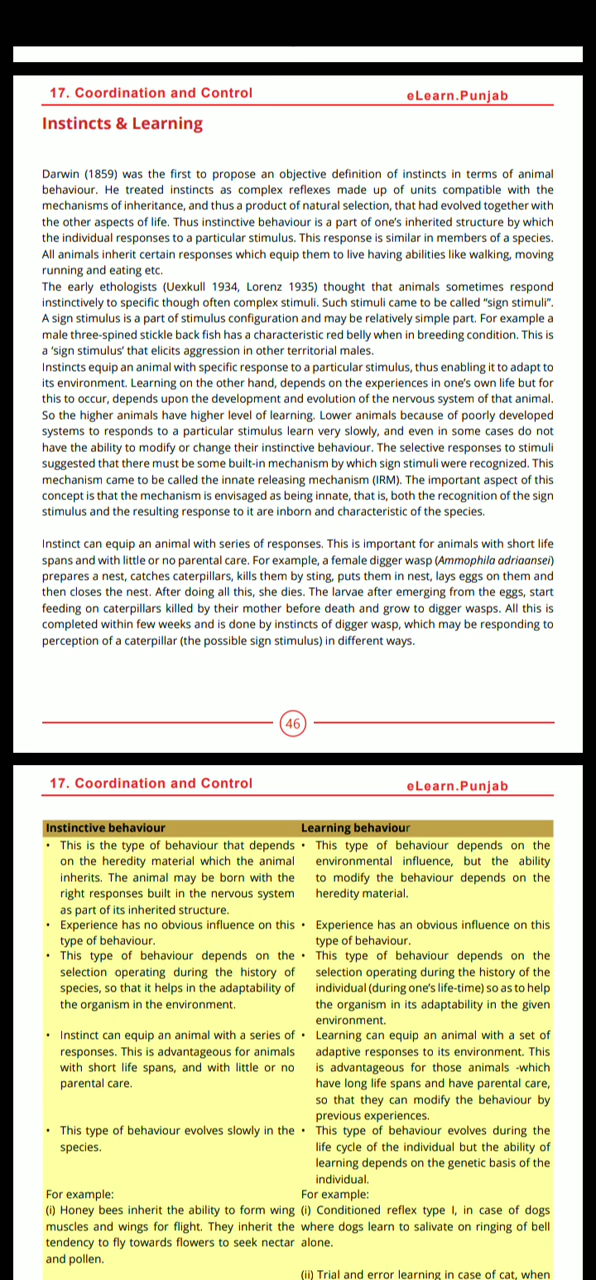 17. Coordination and Control
eLearn.Punjab
Instincts & Learning
Darwin (1859) was the first to propose an objective definition of instincts in terms of animal
behaviour. He treated instincts as complex reflexes made up of units compatible with the
mechanisms of inheritance, and thus a product of natural selection, that had evolved together with
the other aspects of life. Thus instinctive behaviour is a part of one's inherited structure by which
the individual responses to a particular stimulus. This response is similar in members of a species.
All animals inherit certain responses which equip them to live having abilities like walking, moving
running and eating etc.
The early ethologists (Uexkull 1934, Lorenz 1935) thought that animals sometimes respond
instinctively to specific though often complex stimuli. Such stimuli came to be called "sign stimuli".
A sign stimulus is a part of stimulus configuration and may be relatively simple part. For example a
male three-spined stickle back fish has a characteristic red belly when in breeding condition. This is
a 'sign stimulus' that elicits aggression in other territorial males.
Instincts equip an animal with specific response to a particular stimulus, thus enabling it to adapt to
its environment. Learning on the other hand, depends on the experiences in one's own life but for
this to occur, depends upon the development and evolution of the nervous system of that animal.
So the higher animals have higher level of learning. Lower animals because of poorly developed
systems to responds to a particular stimulus learn very slowly, and even in some cases do not
have the ability to modify or change their instinctive behaviour. The selective responses to stimuli
suggested that there must be some built-in mechanism by which sign stimuli were recognized. This
mechanism came to be called the innate releasing mechanism (IRM). The important aspect of this
concept is that the mechanism is envisaged as being innate, that is, both the recognition of the sign
stimulus and the resulting response to it are inborn and characteristic of the species.
Instinct can equip an animal with series of responses. This is important for animals with short life
spans and with little or no parental care. For example, a female digger wasp (Ammophila adriaansei)
prepares a nest, catches caterpillars, kills them by sting, puts them in nest, lays eggs on them and
then closes the nest. After doing all this, she dies. The larvae after emerging from the eggs, start
feeding on caterpillars killed by their mother before death and grow to digger wasps. All this is
completed within few weeks and is done by instincts of digger wasp, which may be responding to
perception of a caterpillar (the possible sign stimulus) in different ways.
46
17. Coordination and Control
eLearn.Punjab
Instinctive behaviour
• This is the type of behaviour that depends
on the heredity material which the animal
inherits. The animal may be born with the
right responses built in the nervous system
as part of its inherited structure.
• Experience has no obvious influence on this
type of behaviour.
• This type of behaviour depends on the
selection operating during the history of
species, so that it helps in the adaptability of
the organism in the environment.
• Instinct can equip an animal with a series of
responses. This is advantageous for animals
with short life spans, and with little or no
parental care.
• This type of behaviour evolves slowly in the
species.
For example:
(i) Honey bees inherit the ability to form wing
muscles and wings for flight. They inherit the
tendency to fly towards flowers to seek nectar
and pollen.
Learning behaviour
• This type of behaviour depends on the
environmental influence, but the ability
to modify the behaviour depends on the
heredity material.
• Experience has an obvious influence on this
type of behaviour.
• This type of behaviour depends on the
selection operating during the history of the
individual (during one's life-time) so as to help
the organism in its adaptability in the given
environment.
• Learning can equip an animal with a set of
adaptive responses to its environment. This
is advantageous for those animals -which
have long life spans and have parental care,
so that they can modify the behaviour by
previous experiences.
• This type of behaviour evolves during the
life cycle of the individual but the ability of
learning depends on the genetic basis of the
individual.
For example:
(i) Conditioned reflex type I, in case of dogs
where dogs learn to salivate on ringing of bell
alone.
(ii) Trial and error learning in case of cat, when